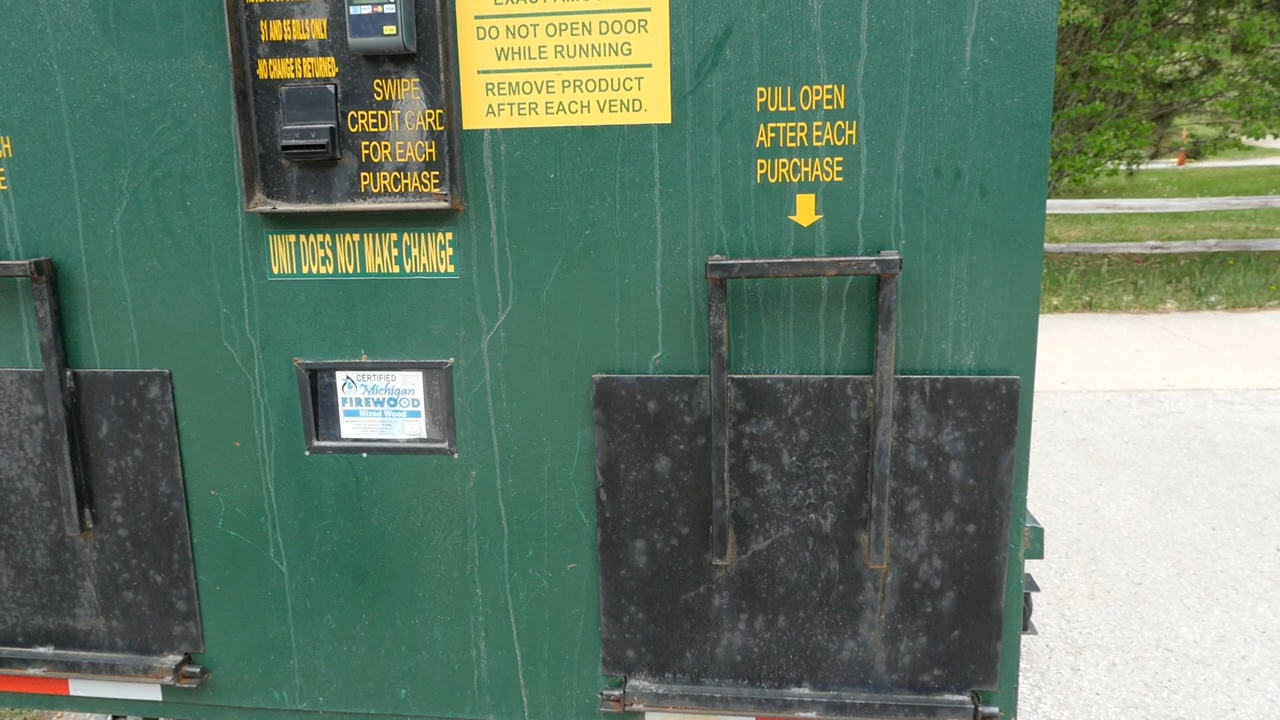 $1 AND $5 BILLS ONLY
-NO CHANGE IS RETURNED-
SWIPE
CREDIT CARD
FOR EACH
PURCHASE
DO NOT OPEN DOOR
WHILE RUNNING
REMOVE PRODUCT
AFTER EACH VEND.
PULL OPEN
AFTER EACH
PURCHASE
UNIT DOES NOT MAKE CHANGE
CERTIFIED
Michigan
FIREWOOD
Mixed Wood